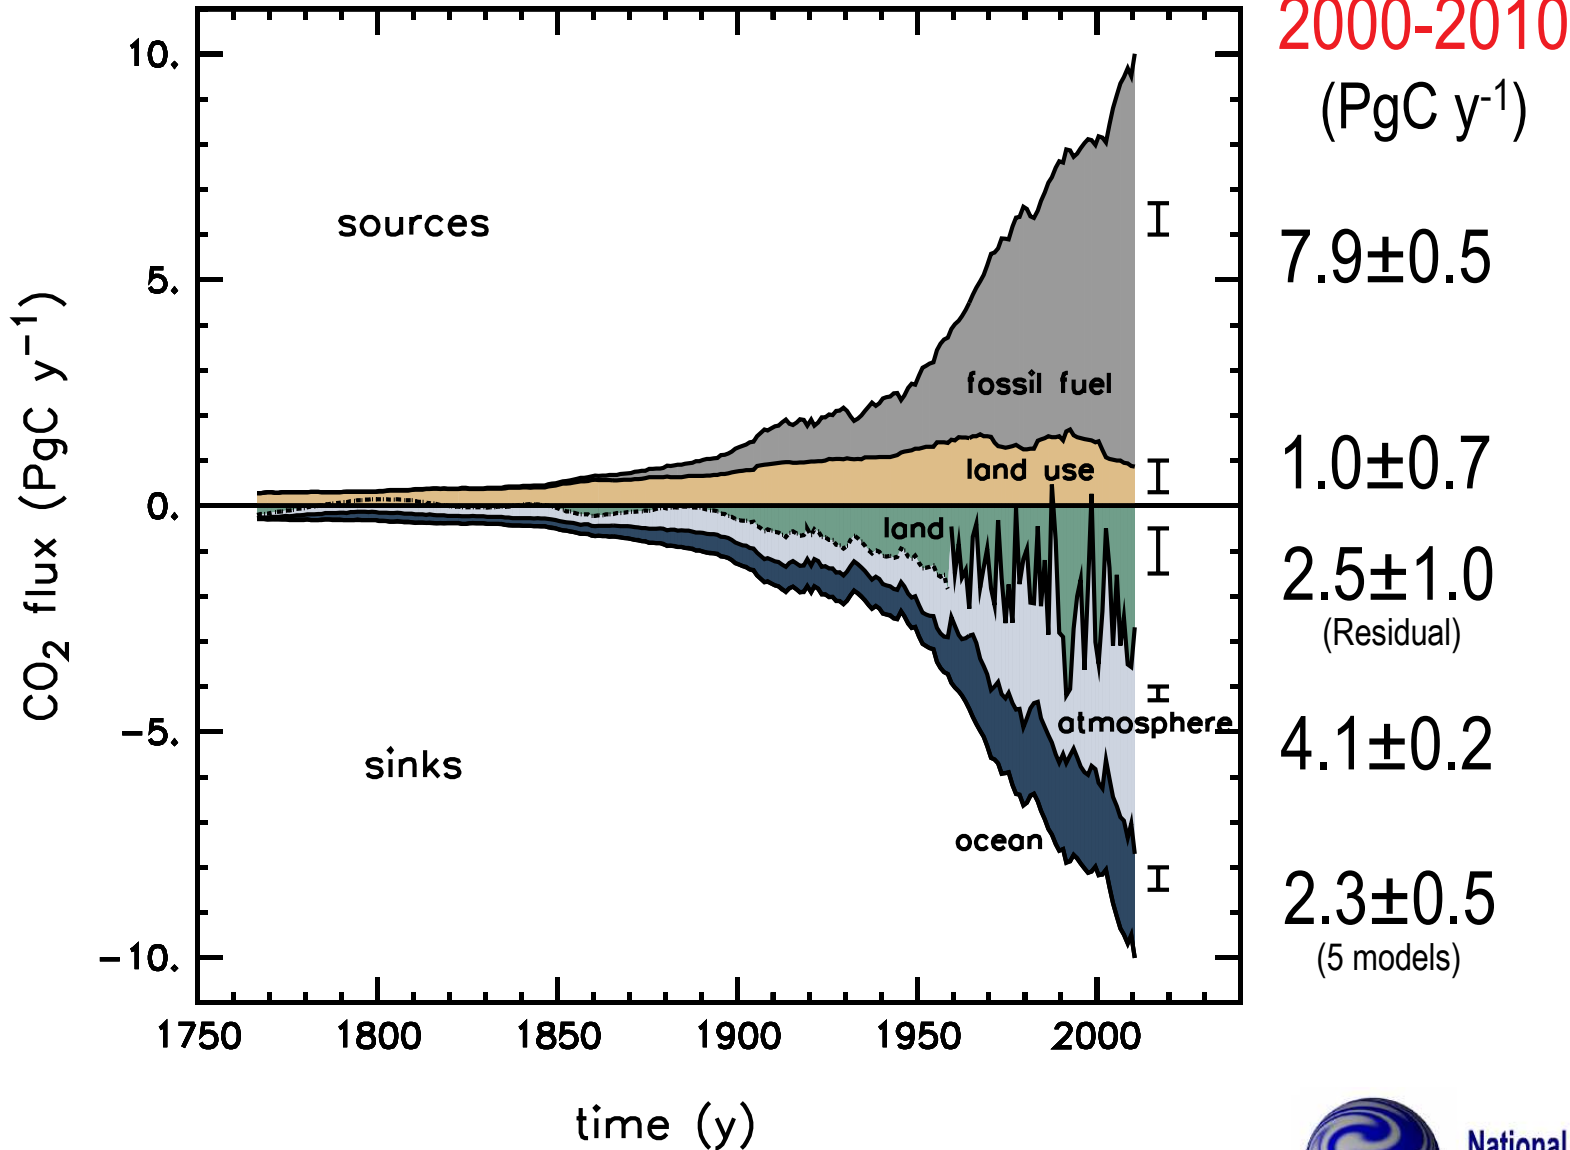 2000-2010
(PgC y-1)
10.
5.
0.
-5.
-10.
CO2 flux (PgC y-1)
sources
fossil fuel
land use
land
atmosphere
ocean
sinks
7.9±0.5
1.0±0.7
2.5±1.0
(Residual)
4.1±0.2
2.3±0.5
(5 models)
1750 1800 1850 1900 1950 2000
time (y)
National